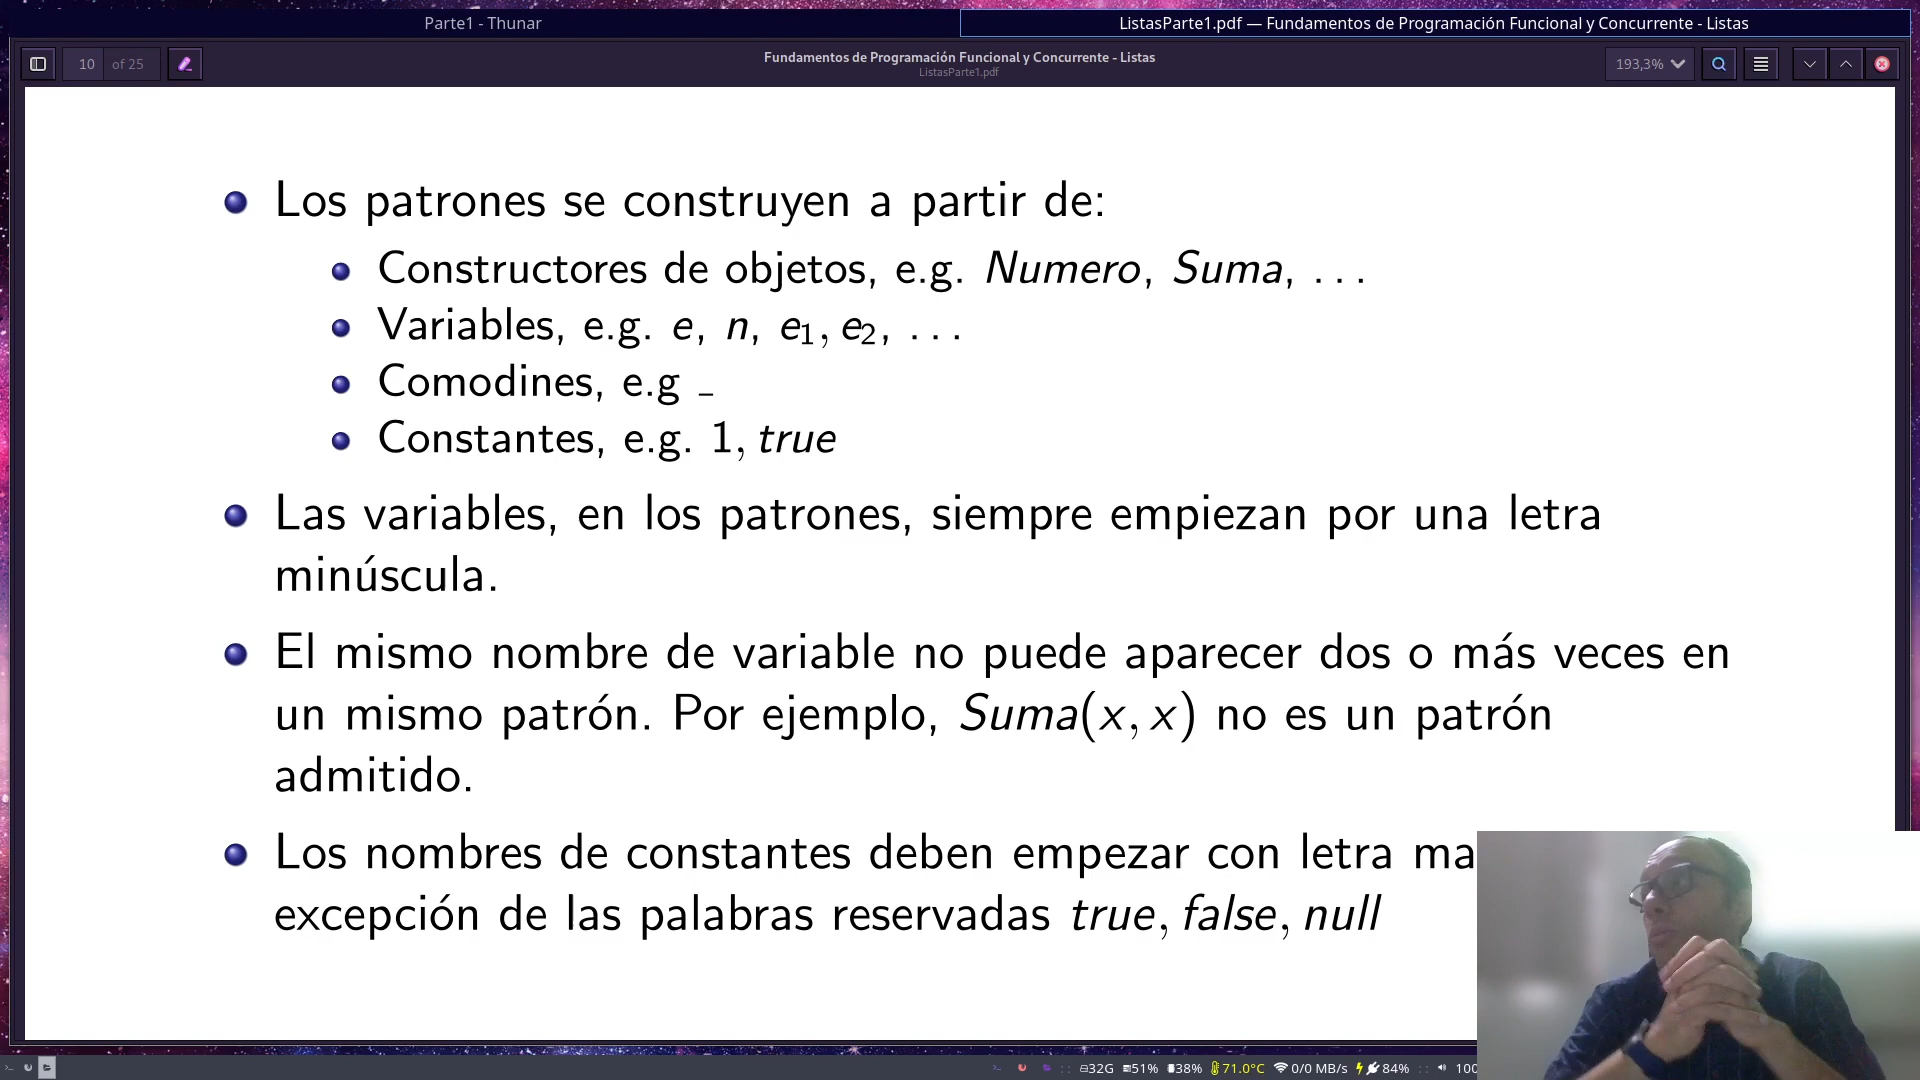 Parte1 - Thunar
ListasParte1.pdf — Fundamentos de Programación Funcional y Concurrente - Listas
10 of 25
Fundamentos de Programación Funcional y Concurrente - Listas
ListasParte1.pdf
193,3%
Los patrones se construyen a partir de:
Constructores de objetos, e.g. Numero, Suma, ...
Variables, e.g. e, n, e₁, e₂, ...
Comodines, e.g _
Constantes, e.g. 1, true
Las variables, en los patrones, siempre empiezan por una letra
minúscula.
El mismo nombre de variable no puede aparecer dos o más veces en
un mismo patrón. Por ejemplo, Suma(x, x) no es un patrón
admitido.
Los nombres de constantes deben empezar con letra ma
excepción de las palabras reservadas true, false, null
32G 51% 38% 71.0°C 0/0 MB/s 84% 100